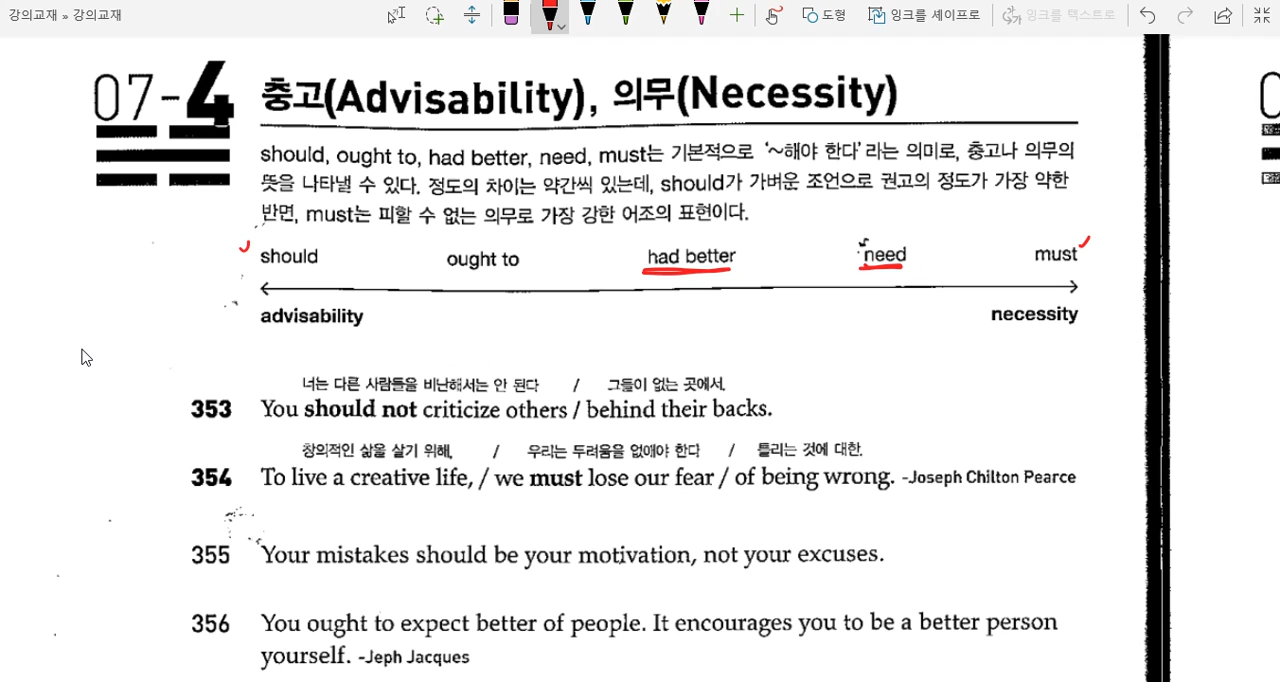 강의교재 » 강의교재
도형
잉크를 셰이프로
잉크를 텍스트로
07-4 충고(Advisability), 의무(Necessity)
should, ought to, had better, need, must는 기본적으로 ‘~해야 한다’라는 의미로, 충고나 의무의
뜻을 나타낼 수 있다. 정도의 차이는 약간씩 있는데, should가 가벼운 조언으로 권고의 정도가 가장 약한
반면, must는 피할 수 없는 의무로 가장 강한 어조의 표현이다.
should ought to had better need must
advisability necessity
너는 다른 사람들을 비난해서는 안 된다 / 그들이 없는 곳에서.
353 You should not criticize others / behind their backs.
창의적인 삶을 살기 위해, / 우리는 두려움을 없애야 한다 / 틀리는 것에 대한.
354 To live a creative life, / we must lose our fear / of being wrong. -Joseph Chilton Pearce
355 Your mistakes should be your motivation, not your excuses.
356 You ought to expect better of people. It encourages you to be a better person
yourself. -Jeph Jacques